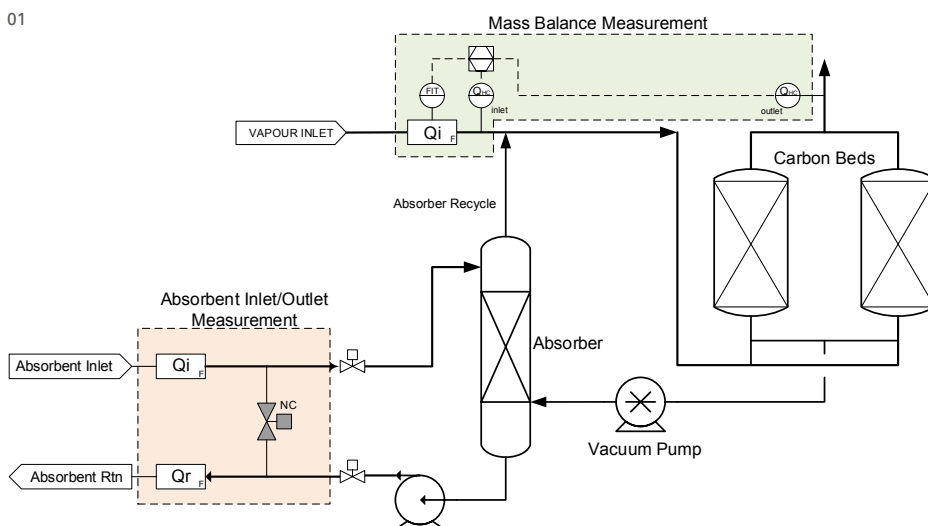 01
Mass Balance Measurement
FIT
QHC
inlet
QHC
outlet
VAPOUR INLET
Qi
F
Carbon Beds
Absorber Recycle
Absorbent Inlet/Outlet
Measurement
Absorber
Absorbent Inlet
Qi
F
NC
Vacuum Pump
Absorbent Rtn
Qr
F